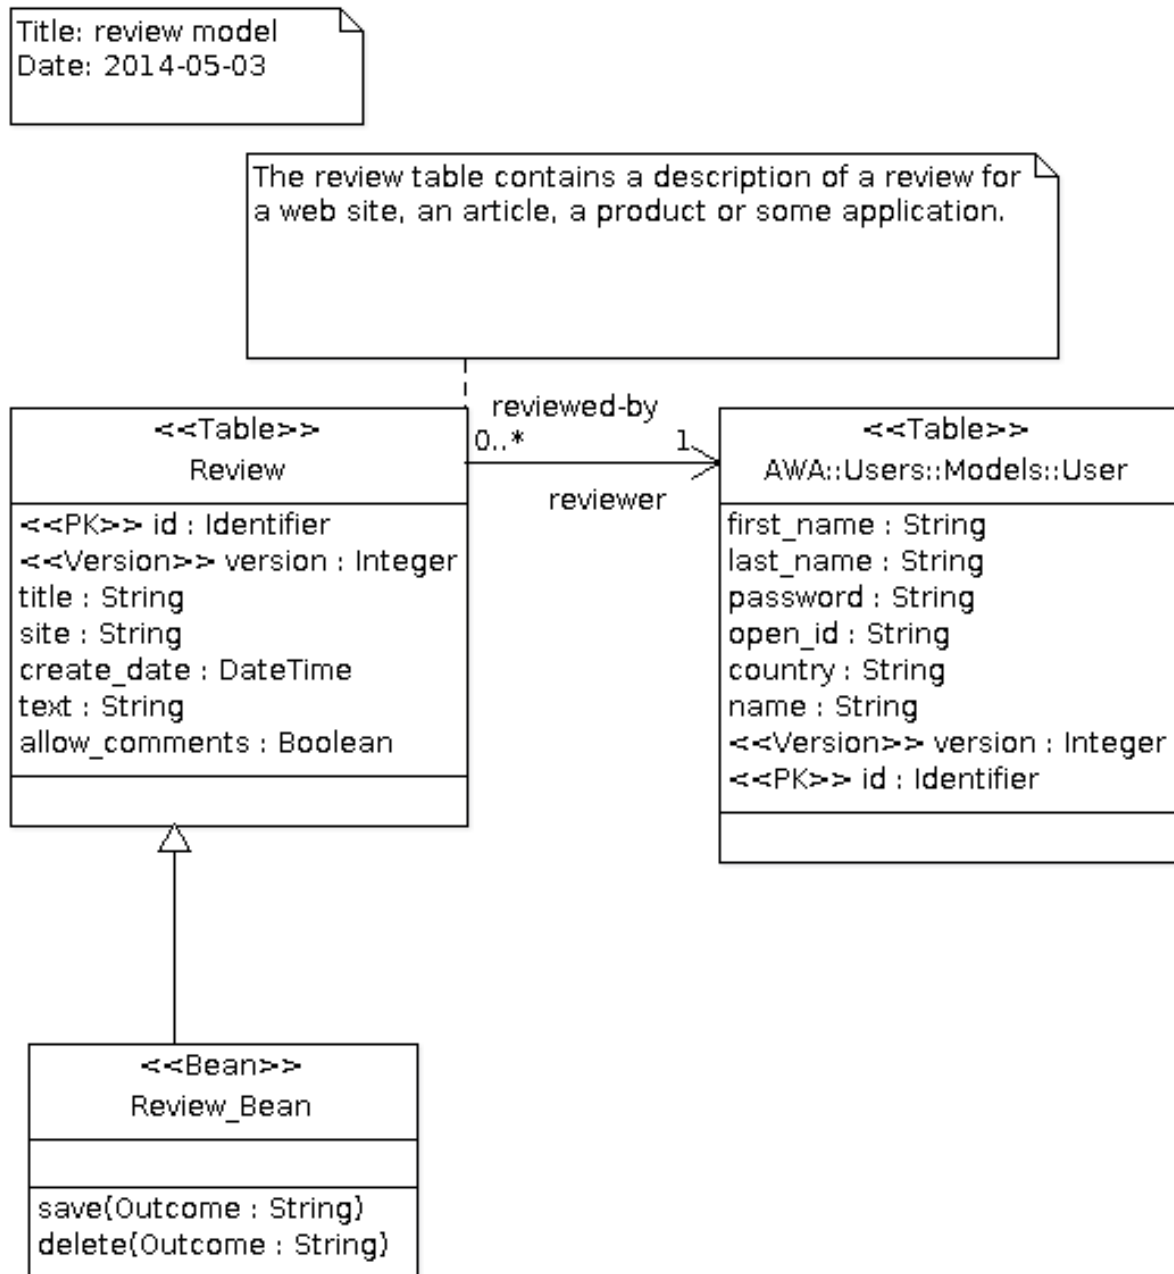 Title: review model
Date: 2014-05-03
The review table contains a description of a review for
a web site, an article, a product or some application.
<<Table>>
Review
<<PK>> id : Identifier
<<Version>> version : Integer
title : String
site : String
create_date : DateTime
text : String
allow_comments : Boolean
reviewed-by
0..* 1
reviewer
<<Table>>
AWA::Users::Models::User
first_name : String
last_name : String
password : String
open_id : String
country : String
name : String
<<Version>> version : Integer
<<PK>> id : Identifier
<<Bean>>
Review_Bean
save(Outcome : String)
delete(Outcome : String)